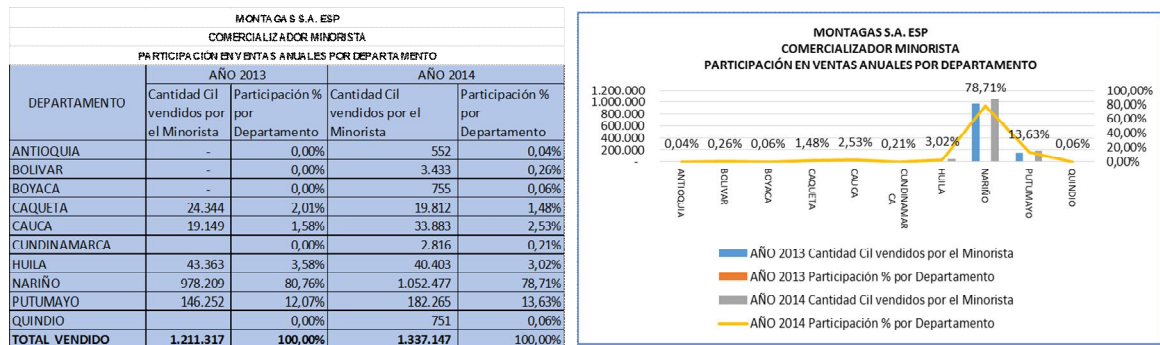 MONTAGAS S.A. ESP
COMERCIALIZADOR MINORISTA
PARTICIPACIÓN EN VENTAS ANUALES POR DEPARTAMENTO
DEPARTAMENTO AÑO 2013 AÑO 2014
Cantidad Cil vendidos por el Minorista Participación % por Departamento Cantidad Cil vendidos por el Minorista Participación % por Departamento
ANTIOQUIA - 0,00% 552 0,04%
BOLIVAR - 0,00% 3.433 0,26%
BOYACA - 0,00% 755 0,06%
CAQUETA 24.344 2,01% 19.812 1,48%
CAUCA 19.149 1,58% 33.883 2,53%
CUNDINAMARCA 0,00% 2.816 0,21%
HUILA 43.363 3,58% 40.403 3,02%
NARIÑO 978.209 80,76% 1.052.477 78,71%
PUTUMAYO 146.252 12,07% 182.265 13,63%
QUINDIO 0,00% 751 0,06%
TOTAL VENDIDO 1.211.317 100,00% 1.337.147 100,00%
MONTAGAS S.A. ESP
COMERCIALIZADOR MINORISTA
PARTICIPACIÓN EN VENTAS ANUALES POR DEPARTAMENTO
1.200.000
1.000.000
800.000
600.000
400.000
200.000
-
0,04% 0,26% 0,06% 1,48% 2,53% 0,21% 3,02% 78,71% 13,63% 0,06%
100,00%
80,00%
60,00%
40,00%
20,00%
0,00%
ANTIOQUIA
BOLIVAR
BOYACA
CAQUETA
CAUCA
CUNDINAMAR
CA
HUILA
NARIÑO
PUTUMAYO
QUINDIO
AÑO 2013 Cantidad Cil vendidos por el Minorista
AÑO 2013 Participación % por Departamento
AÑO 2014 Cantidad Cil vendidos por el Minorista
AÑO 2014 Participación % por Departamento